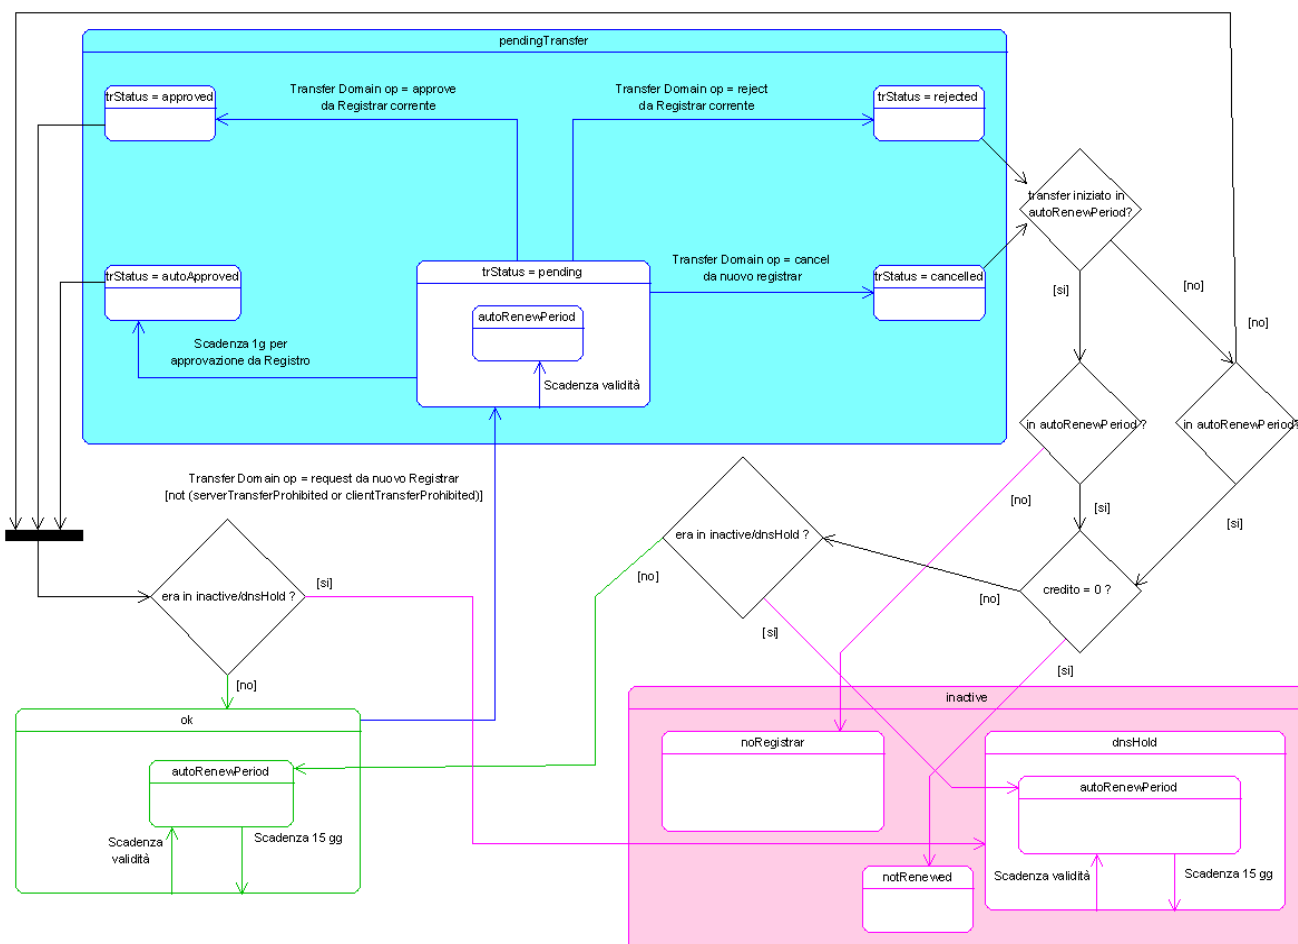 pendingTransfer
trStatus = approved
Transfer Domain op = approve
da Registrar corrente
Transfer Domain op = reject
da Registrar corrente
trStatus = rejected
transfer iniziato in
autoRenewPeriod?
trStatus = autoApproved
trStatus = pending
Transfer Domain op = cancel
da nuovo registrar
trStatus = cancelled
[si]
[no]
[no]
autoRenewPeriod
Scadenza 1g per
approvazione da Registro
Scadenza validità
in autoRenewPeriod ?
in autoRenewPeriod?
Transfer Domain op = request da nuovo Registrar
[not (serverTransferProhibited or clientTransferProhibited)]
[no]
[si]
[si]
era in inactive/dnsHold ?
era in inactive/dnsHold ?
[si]
[no]
credito = 0 ?
[no]
[si]
[si]
[no]
ok
inactive
noRegistrar
dnsHold
autoRenewPeriod
autoRenewPeriod
Scadenza
validità
Scadenza 15 gg
notRenewed
Scadenza validità
Scadenza 15 gg